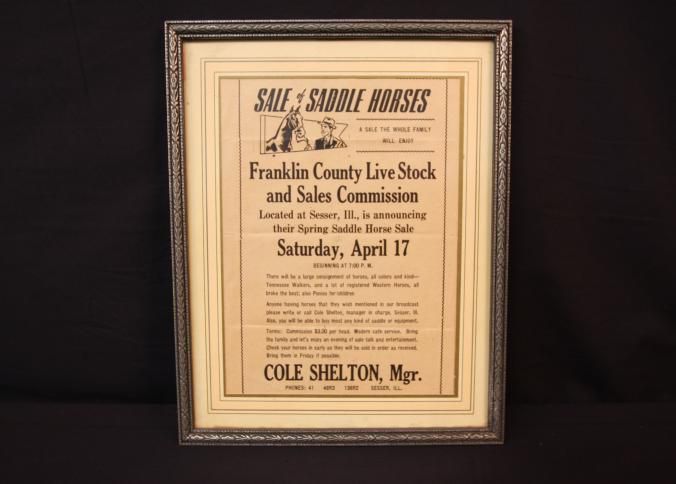 SALE of SADDLE HORSES
A SALE THE WHOLE FAMILY
WILL ENJOY
Franklin County Live Stock
and Sales Commission
Located at Sesser, Ill., is announcing
their Spring Saddle Horse Sale
Saturday, April 17
BEGINNING AT 7:00 P. M.
There will be a large consignment of horses, all colors and kind—
Tennessee Walkers, and a lot of registered Western Horses, all
broke the best; also Ponies for children.
Anyone having horses that they wish mentioned in our broadcast
please write or call Cole Shelton, manager in charge, Sesser, Ill.
Also, you will be able to buy most any kind of saddle or equipment.
Terms: Commission $3.00 per head. Modern cafe service. Bring
the family and let's enjoy an evening of sale talk and entertainment.
Check your horses in early as they will be sold in order as received.
Bring them in Friday if possible.
COLE SHELTON, Mgr.
PHONES: 41 48R3 138R2 SESSER, ILL.